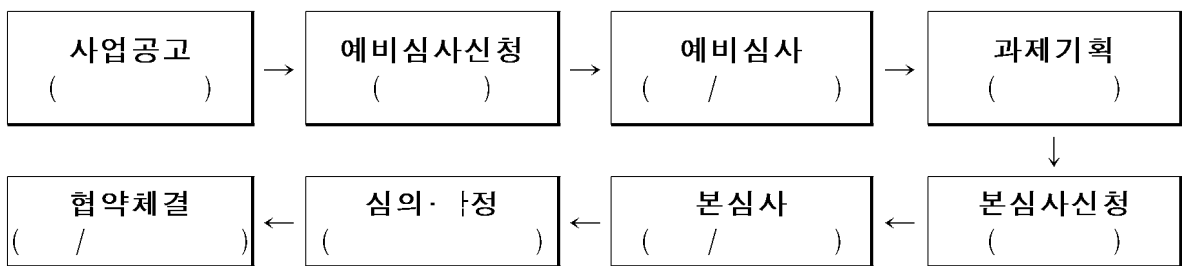 사업공고 → 예비심사신청 → 예비심사 → 과제기획
( ) ( ) ( / ) ( )
↓
협약체결 ← 심의· ㅏ정 ← 본심사 ← 본심사신청
( / ) ( ) ( / ) ( )